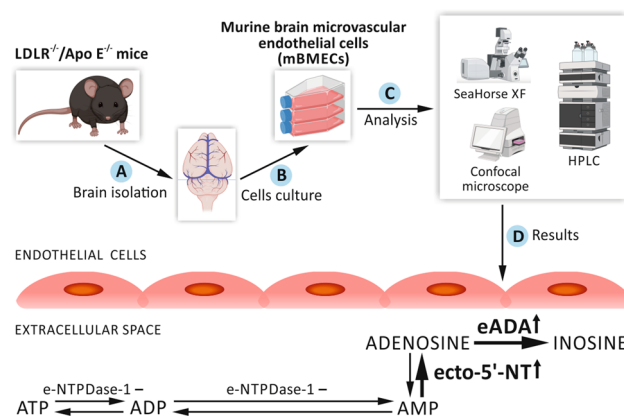 LDLR⁻/⁻/Apo E⁻/⁻ mice
Murine brain microvascular
endothelial cells
(mBMECs)
A
Brain isolation
B
Cells culture
C
Analysis
SeaHorse XF
Confocal
microscope
HPLC
D Results
ENDOTHELIAL CELLS
EXTRACELLULAR SPACE
ADENOSINE eADA↑ INOSINE
ecto-5'-NT↑
e-NTPDase-1 – e-NTPDase-1 –
ATP ADP AMP